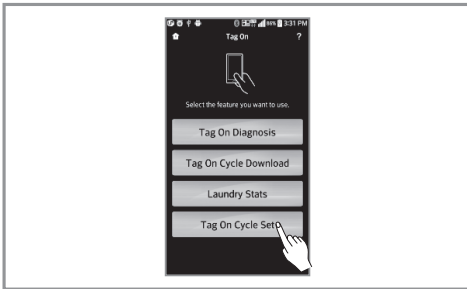 86% 3:31 PM
Tag On ?
Select the feature you want to use.
Tag On Diagnosis
Tag On Cycle Download
Laundry Stats
Tag On Cycle Set